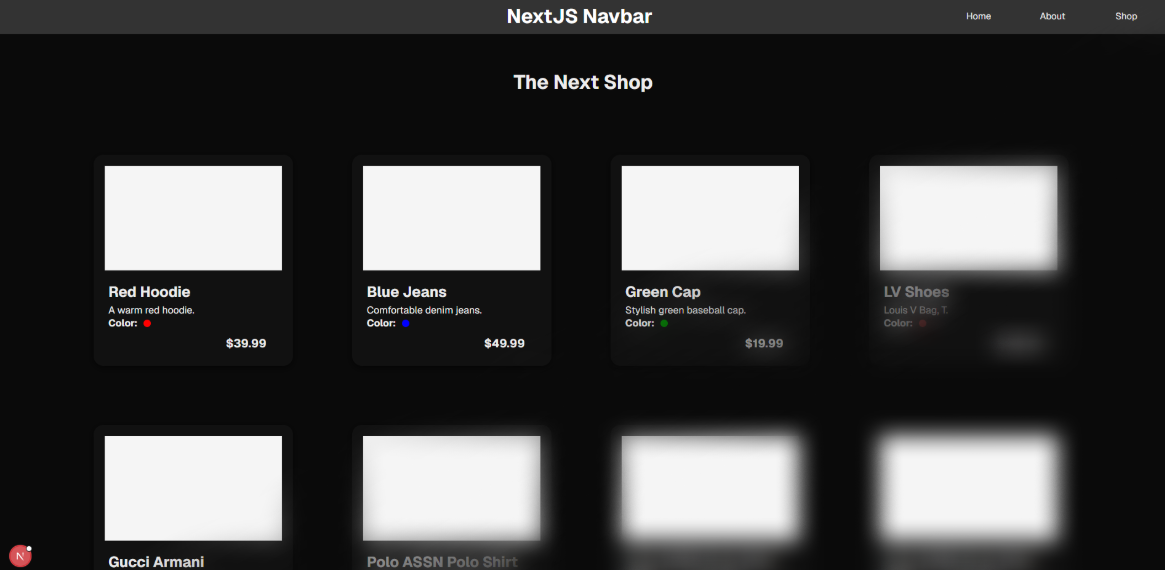 NextJS Navbar
Home About Shop
The Next Shop
Red Hoodie
A warm red hoodie.
Color:
$39.99
Blue Jeans
Comfortable denim jeans.
Color:
$49.99
Green Cap
Stylish green baseball cap.
Color:
$19.99
LV Shoes
Louis V Bag, T.
Color:
Gucci Armani
Polo ASSN Polo Shirt
N